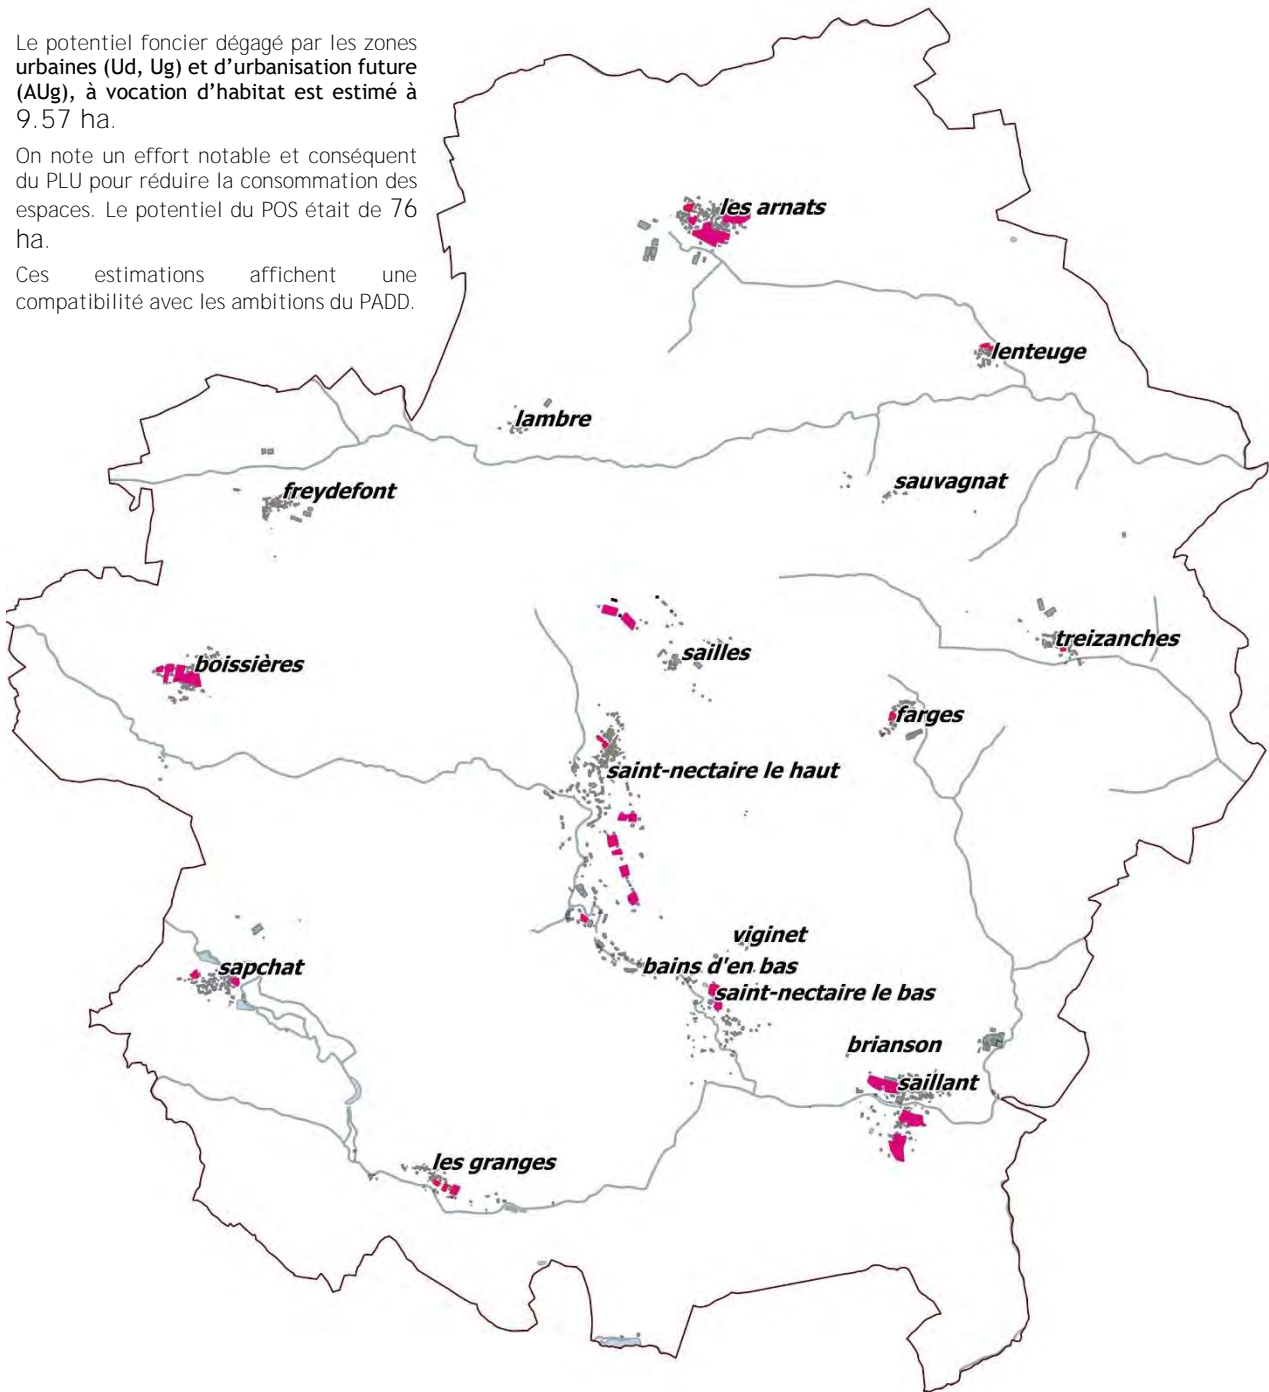 Le potentiel foncier dégagé par les zones
urbaines (Ud, Ug) et d'urbanisation future
(AUg), à vocation d'habitat est estimé à
9.57 ha.
On note un effort notable et conséquent
du PLU pour réduire la consommation des
espaces. Le potentiel du POS était de 76
ha.
Ces estimations affichent une
compatibilité avec les ambitions du PADD.
les arnats
lenteuge
lambre
freydefont
sauvagnat
treizanches
sailles
boissières
farges
saint-nectaire le haut
viginet
bains d'en bas
sapchat
saint-nectaire le bas
brianson
saillant
les granges